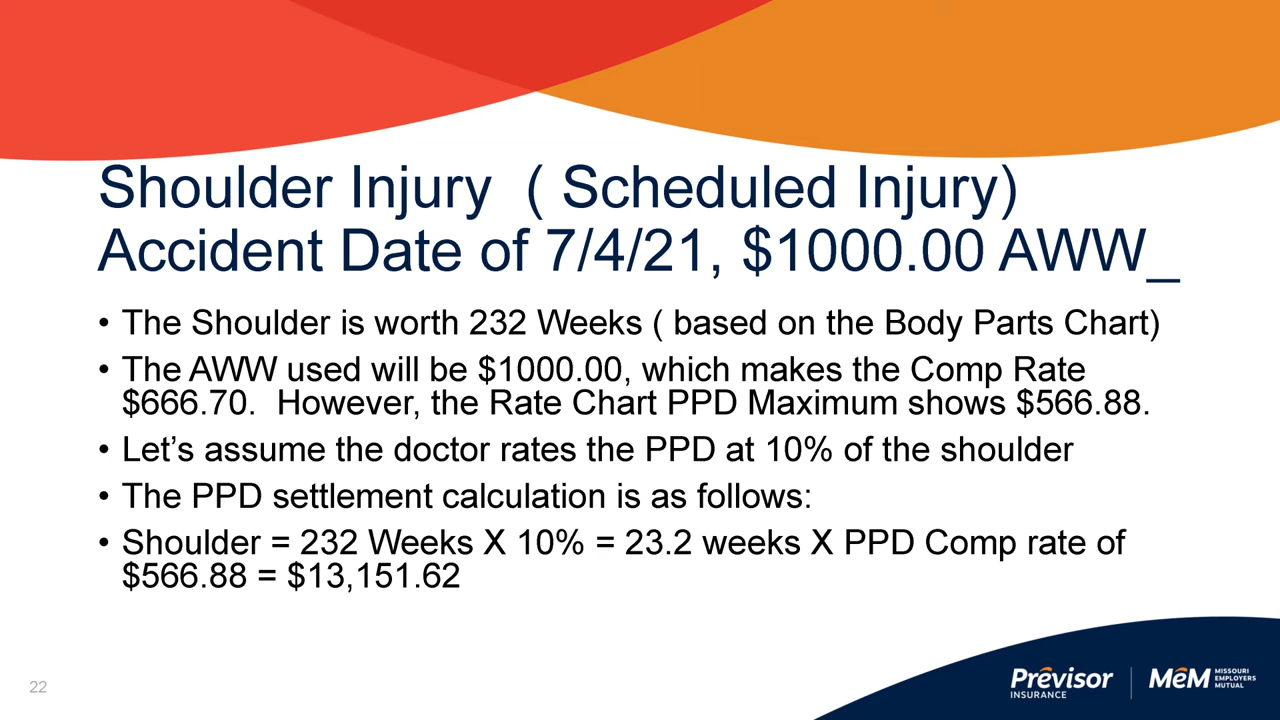 Shoulder Injury  ( Scheduled Injury)
Accident Date of 7/4/21, $1000.00 AWW_
• The Shoulder is worth 232 Weeks ( based on the Body Parts Chart)
• The AWW used will be $1000.00, which makes the Comp Rate
$666.70.  However, the Rate Chart PPD Maximum shows $566.88.
• Let’s assume the doctor rates the PPD at 10% of the shoulder
• The PPD settlement calculation is as follows:
• Shoulder = 232 Weeks X 10% = 23.2 weeks X PPD Comp rate of
$566.88 = $13,151.62
22
Prēvisor
INSURANCE
MēM
MISSOURI
EMPLOYERS
MUTUAL